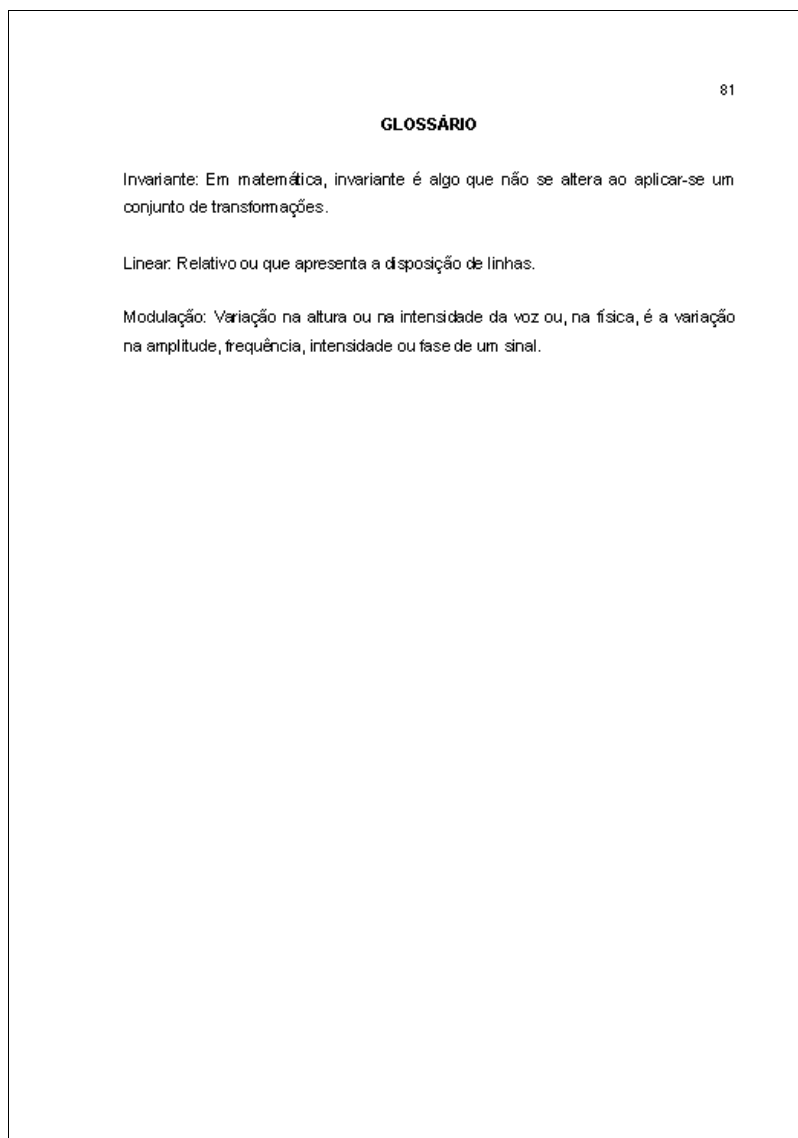 81
GLOSSÁRIO
Invariante: Em matemática, invariante é algo que não se altera ao aplicar-se um
conjunto de transformações.
Linear: Relativo ou que apresenta a disposição de linhas.
Modulação: Variação na altura ou na intensidade da voz ou, na física, é a variação
na amplitude, frequência, intensidade ou fase de um sinal.